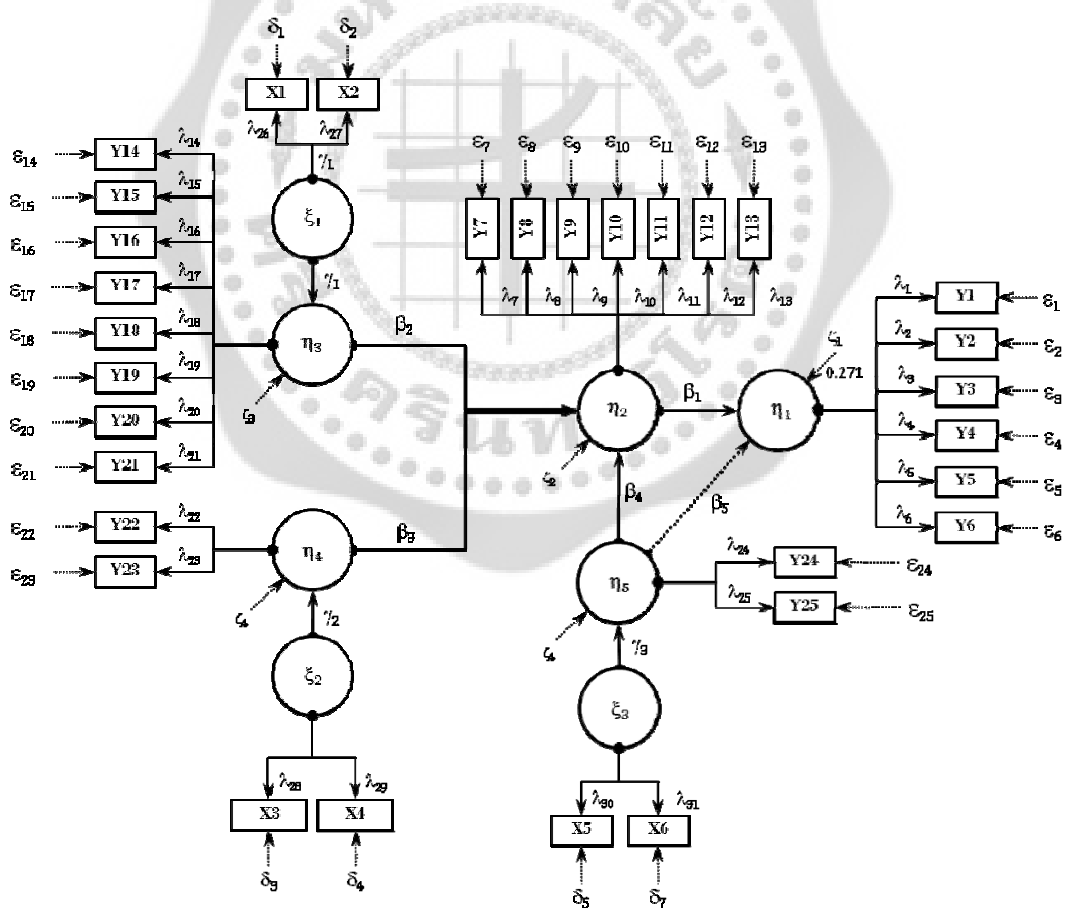 δ₁ δ₂
X1 X2
λ₂₆ λ₂₇
γ₁
ξ₁
γ₁
ε₁₄ Y14 λ₁₄
ε₁₅ Y15 λ₁₅
ε₁₆ Y16 λ₁₆
ε₁₇ Y17 λ₁₇
ε₁₈ Y18 λ₁₈
ε₁₉ Y19 λ₁₉
ε₂₀ Y20 λ₂₀
ε₂₁ Y21 λ₂₁
η₃
ζ₃
β₂
ε₂₂ Y22 λ₂₂
ε₂₃ Y23 λ₂₃
η₄
ζ₄
β₃
γ₂
ξ₂
λ₂₈ λ₂₉
X3 X4
δ₃ δ₄
ε₇ ε₈ ε₉ ε₁₀ ε₁₁ ε₁₂ ε₁₃
Y7 Y8 Y9 Y10 Y11 Y12 Y13
λ₇ λ₈ λ₉ λ₁₀ λ₁₁ λ₁₂ λ₁₃
η₂
ζ₂
β₁
η₁
ζ₁
0.271
λ₁ Y1 ε₁
λ₂ Y2 ε₂
λ₃ Y3 ε₃
λ₄ Y4 ε₄
λ₅ Y5 ε₅
λ₆ Y6 ε₆
β₄
β₅
η₅
ζ₄
λ₂₄ Y24 ε₂₄
λ₂₅ Y25 ε₂₅
γ₃
ξ₃
λ₃₀ λ₃₁
X5 X6
δ₅ δ₇